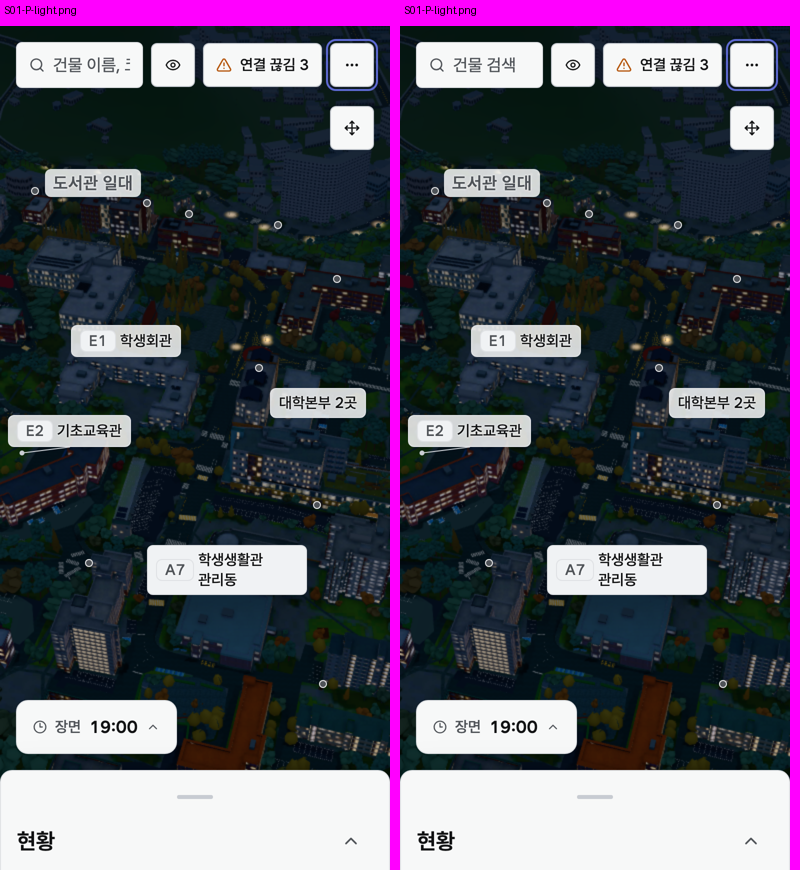 S01-P-light.png
건물 이름, 
연결 끊김 3
도서관 일대
E1 학생회관
대학본부 2곳
E2 기초교육관
A7 학생생활관
관리동
장면 19:00
현황
S01-P-light.png
건물 검색
연결 끊김 3
도서관 일대
E1 학생회관
대학본부 2곳
E2 기초교육관
A7 학생생활관
관리동
장면 19:00
현황